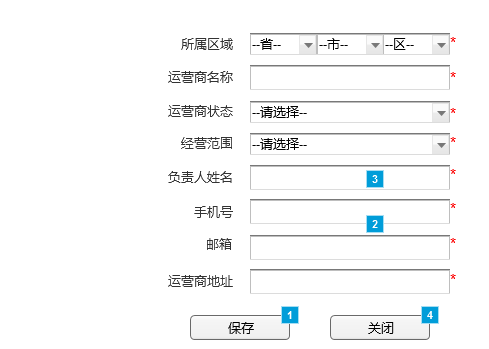 所属区域 --省-- --市-- --区-- *
运营商名称 *
运营商状态 --请选择-- *
经营范围 --请选择-- *
负责人姓名 3 *
手机号 *
2
邮箱 *
运营商地址 *
1 4
保存 关闭